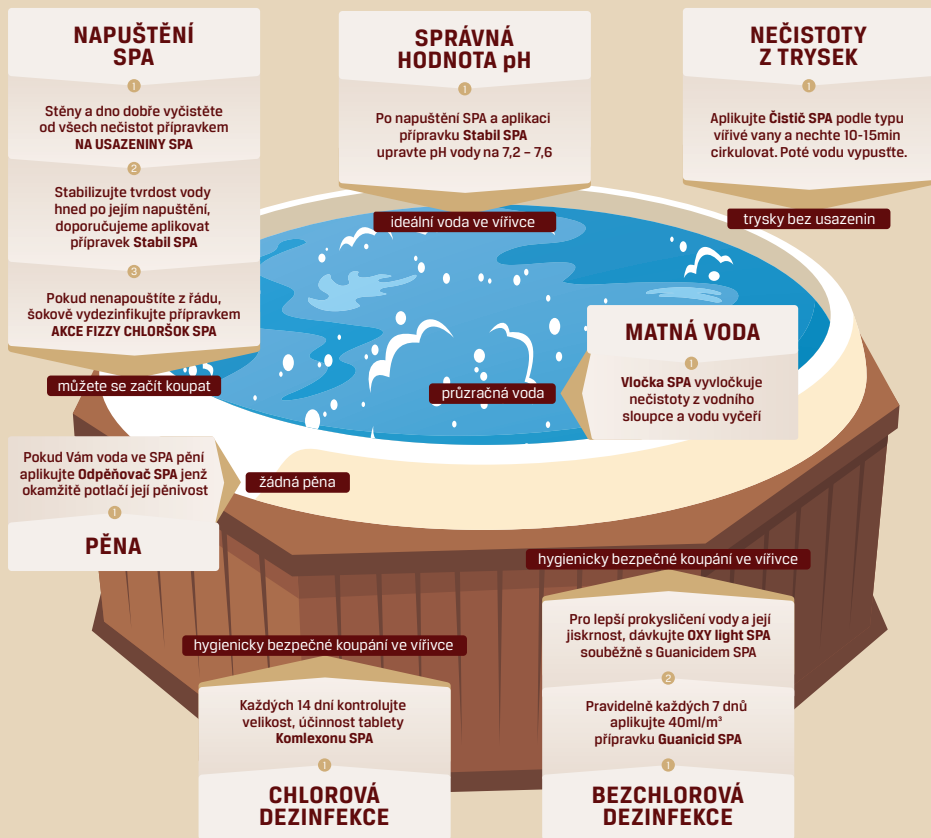 NAPUŠTĚNÍ
SPA
1
Stěny a dno dobře vyčistěte
od všech nečistot přípravkem
NA USAZENINY SPA
2
Stabilizujte tvrdost vody
hned po jejím napuštění,
doporučujeme aplikovat
přípravek Stabil SPA
3
Pokud nenapouštíte z řádu,
šokově vydezinfikujte přípravkem
AKCE FIZZY CHLORŠOK SPA
můžete se začít koupat
SPRÁVNÁ
HODNOTA pH
1
Po napuštění SPA a aplikaci
přípravku Stabil SPA
upravte pH vody na 7,2 – 7,6
ideální voda ve vířivce
NEČISTOTY
Z TRYSEK
1
Aplikujte Čistič SPA podle typu
vířivé vany a nechte 10-15min
cirkulovat. Poté vodu vypusťte.
trysky bez usazenin
MATNÁ VODA
1
Vločka SPA vyvločkuje
nečistoty z vodního
sloupce a vodu vyčeří
průzračná voda
Pokud Vám voda ve SPA pění
aplikujte Odpěňovač SPA jenž
okamžitě potlačí její pěnivost
1
PĚNA
žádná pěna
hygienicky bezpečné koupání ve vířivce
Každých 14 dní kontrolujte
velikost, účinnost tablety
Komlexonu SPA
1
CHLOROVÁ
DEZINFEKCE
hygienicky bezpečné koupání ve vířivce
Pro lepší prokysličení vody a její
jiskrnost, dávkujte OXY light SPA
souběžně s Guanicidem SPA
2
Pravidelně každých 7 dnů
aplikujte 40ml/m³
přípravku Guanicid SPA
1
BEZCHLOROVÁ
DEZINFEKCE